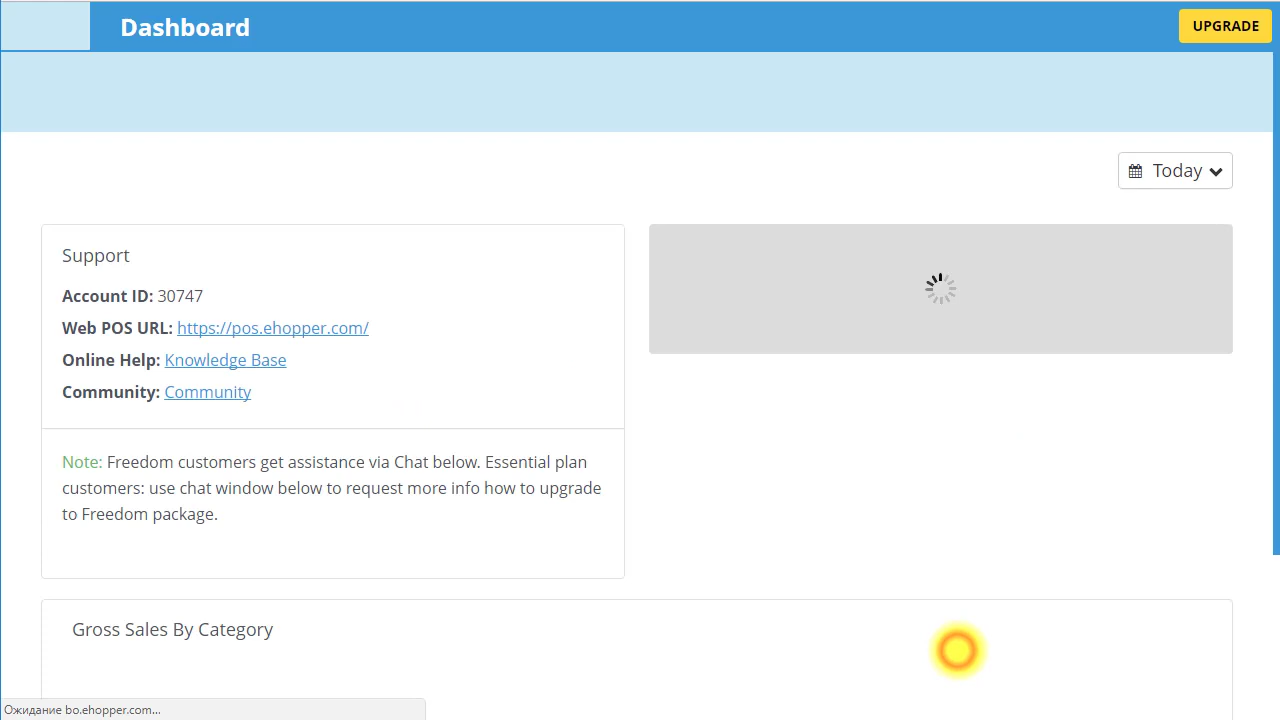 Dashboard
UPGRADE
Today
Support
Account ID: 30747
Web POS URL: https://pos.ehopper.com/
Online Help: Knowledge Base
Community: Community
Note: Freedom customers get assistance via Chat below. Essential plan
customers: use chat window below to request more info how to upgrade
to Freedom package.
Gross Sales By Category
Ожидание bo.ehopper.com...